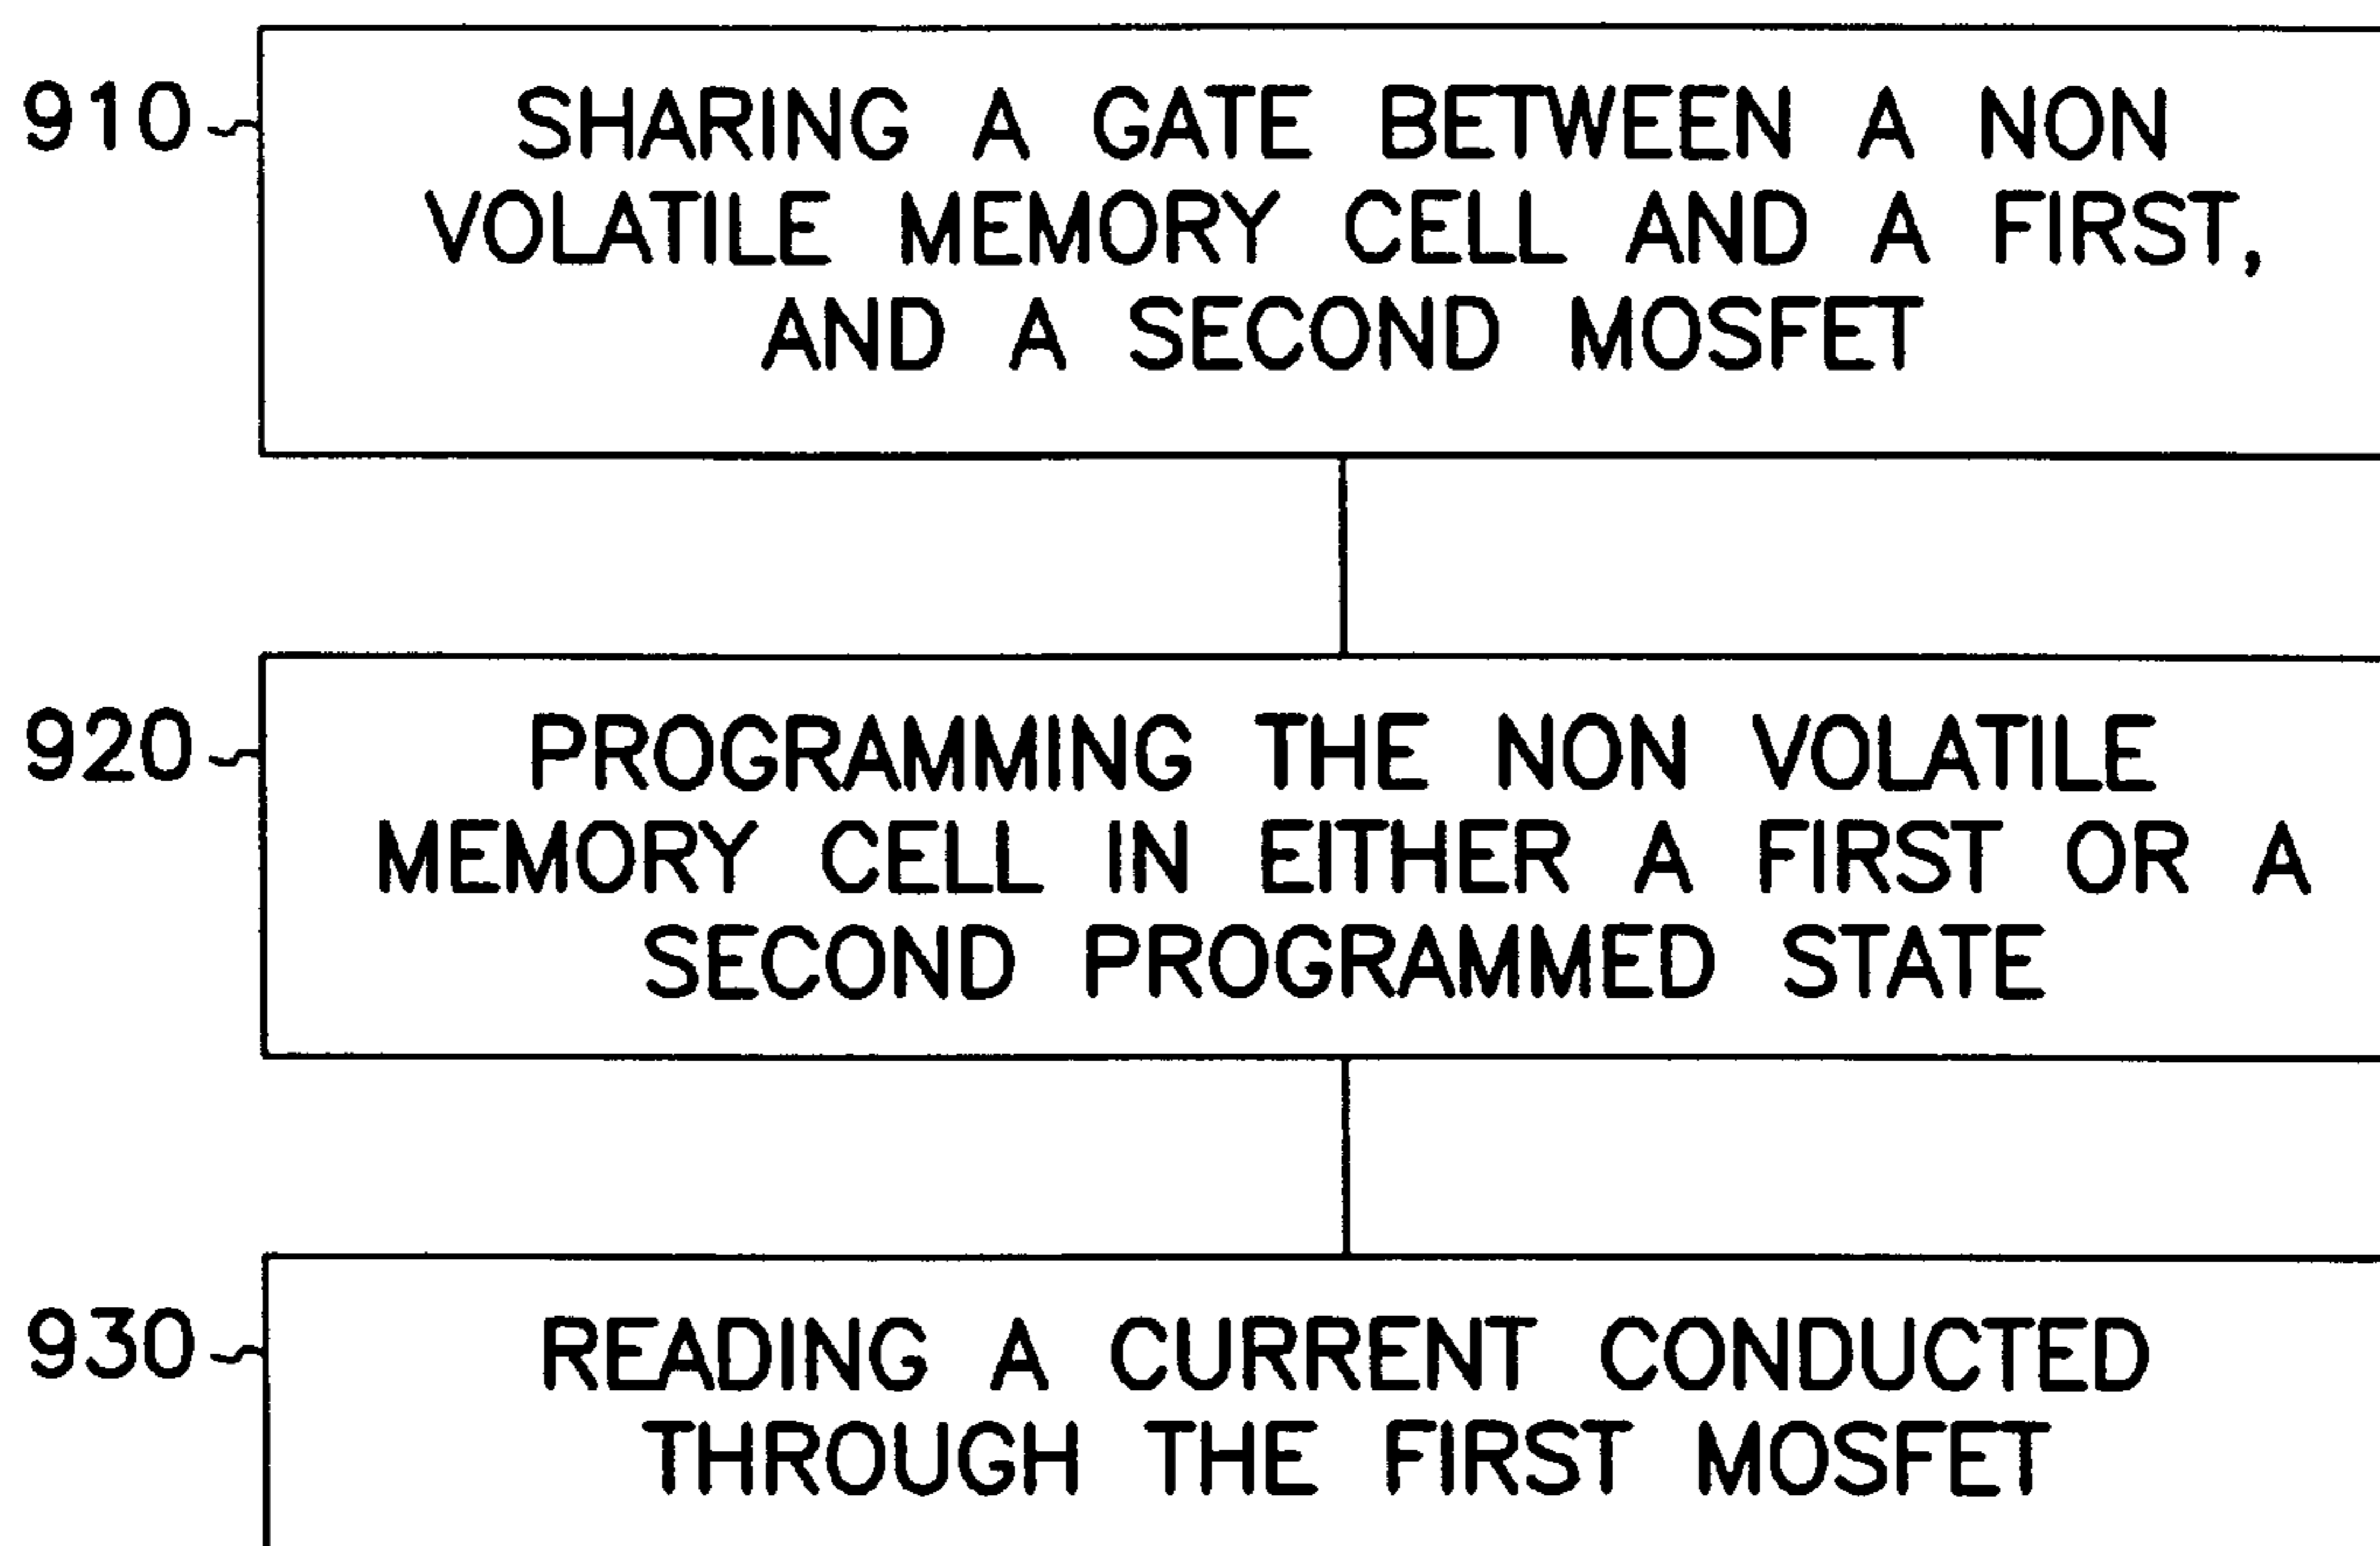 910
SHARING A GATE BETWEEN A NON
VOLATILE MEMORY CELL AND A FIRST,
AND A SECOND MOSFET
920
PROGRAMMING THE NON VOLATILE
MEMORY CELL IN EITHER A FIRST OR A
SECOND PROGRAMMED STATE
930
READING A CURRENT CONDUCTED
THROUGH THE FIRST MOSFET